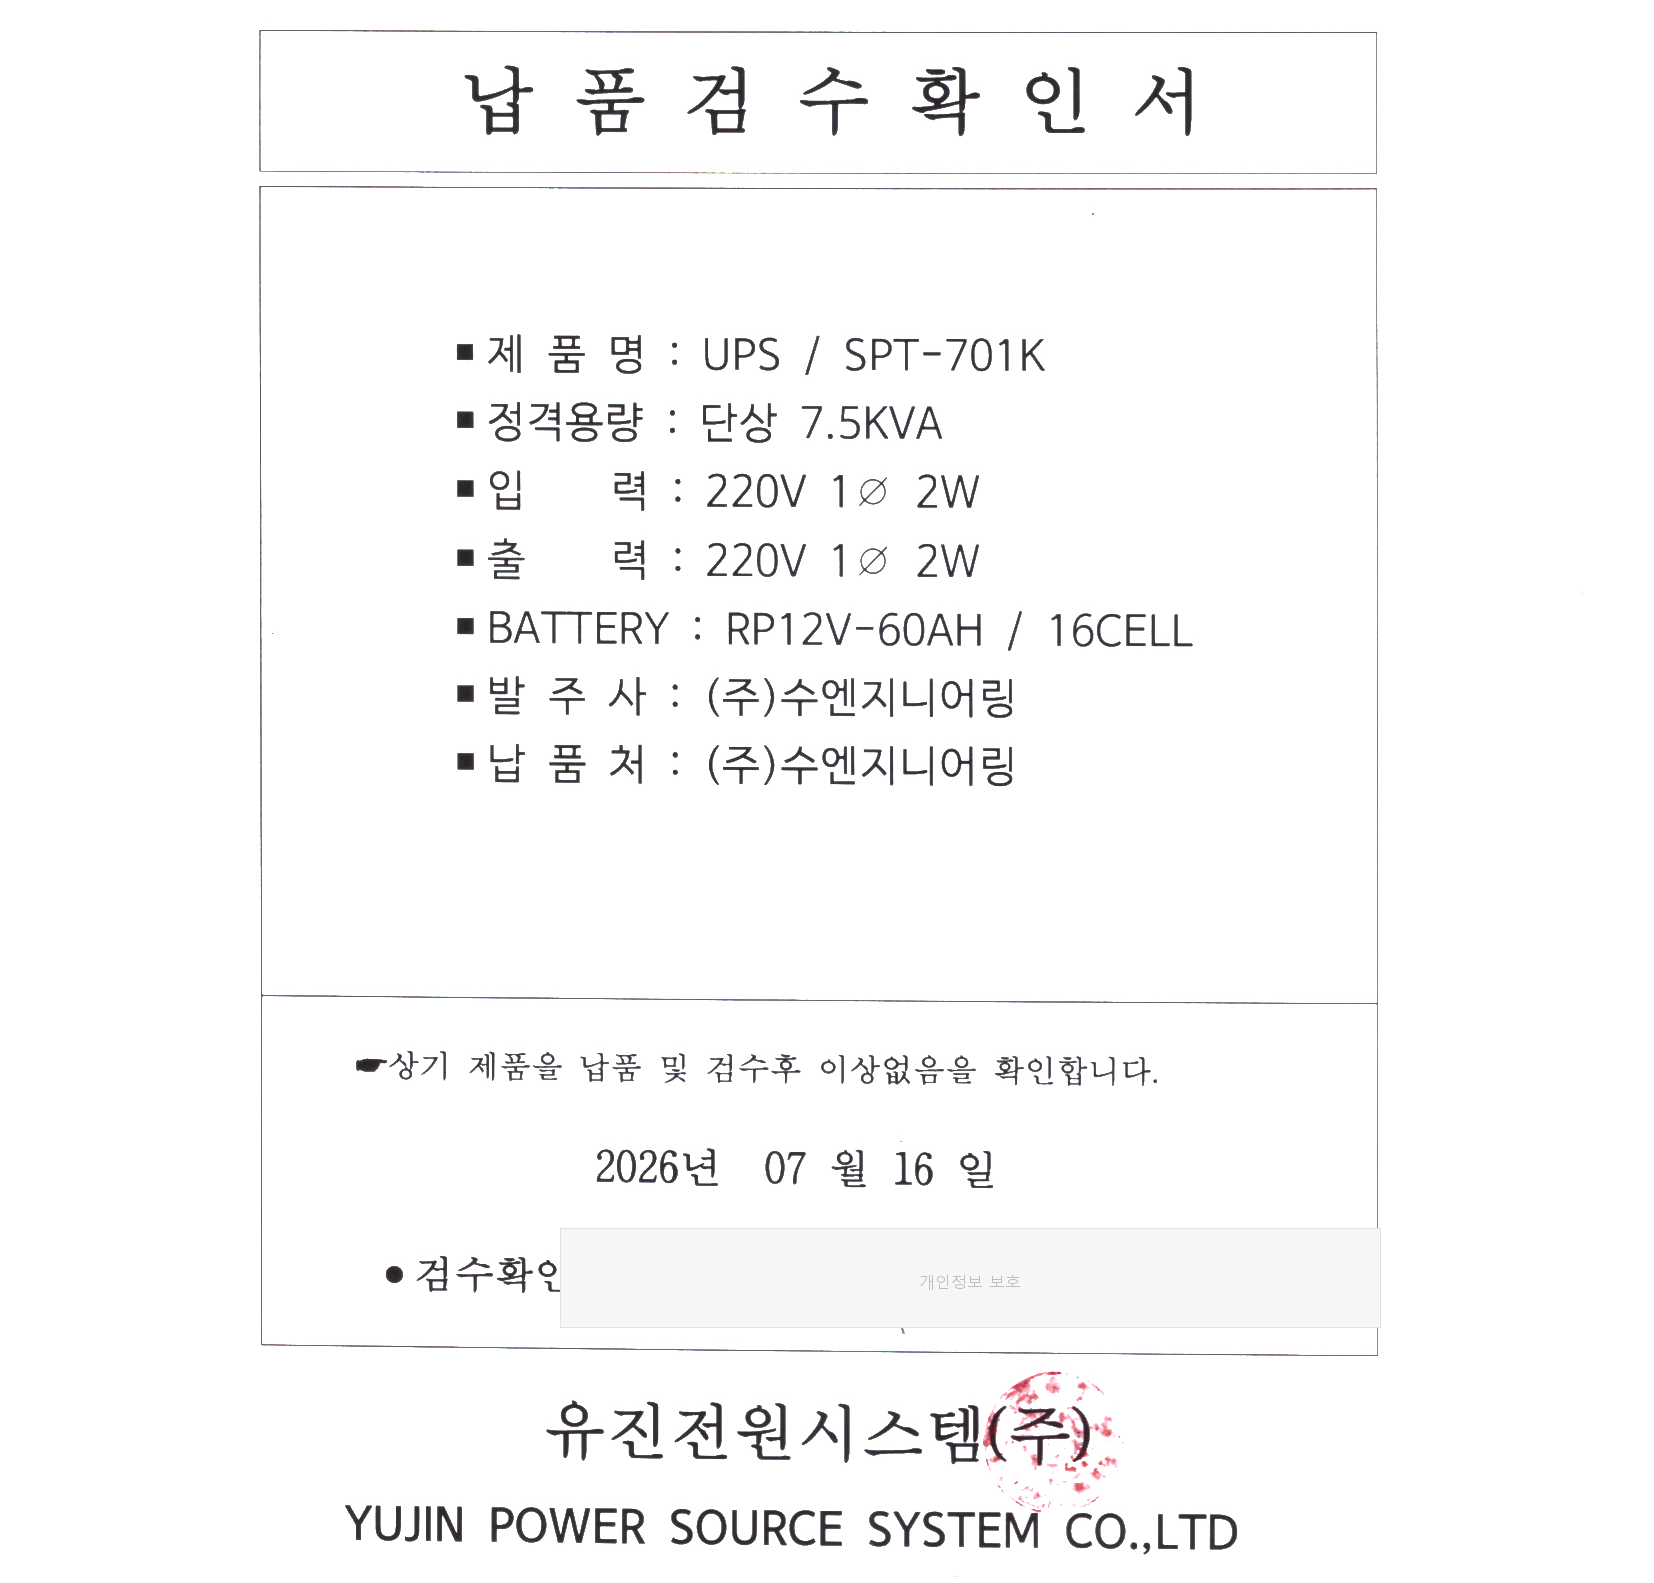 납 품 검 수 확 인 서
■ 제 품 명 : UPS / SPT-701K
■ 정격용량 : 단상 7.5KVA
■ 입 력 : 220V 1∅ 2W
■ 출 력 : 220V 1∅ 2W
■ BATTERY : RP12V-60AH / 16CELL
■ 발 주 사 : (주)수엔지니어링
■ 납 품 처 : (주)수엔지니어링
☛상기 제품을 납품 및 검수후 이상없음을 확인합니다.
2026년 07 월 16 일
● 검수확인
개인정보 보호
유진전원시스템(주)
YUJIN POWER SOURCE SYSTEM CO.,LTD